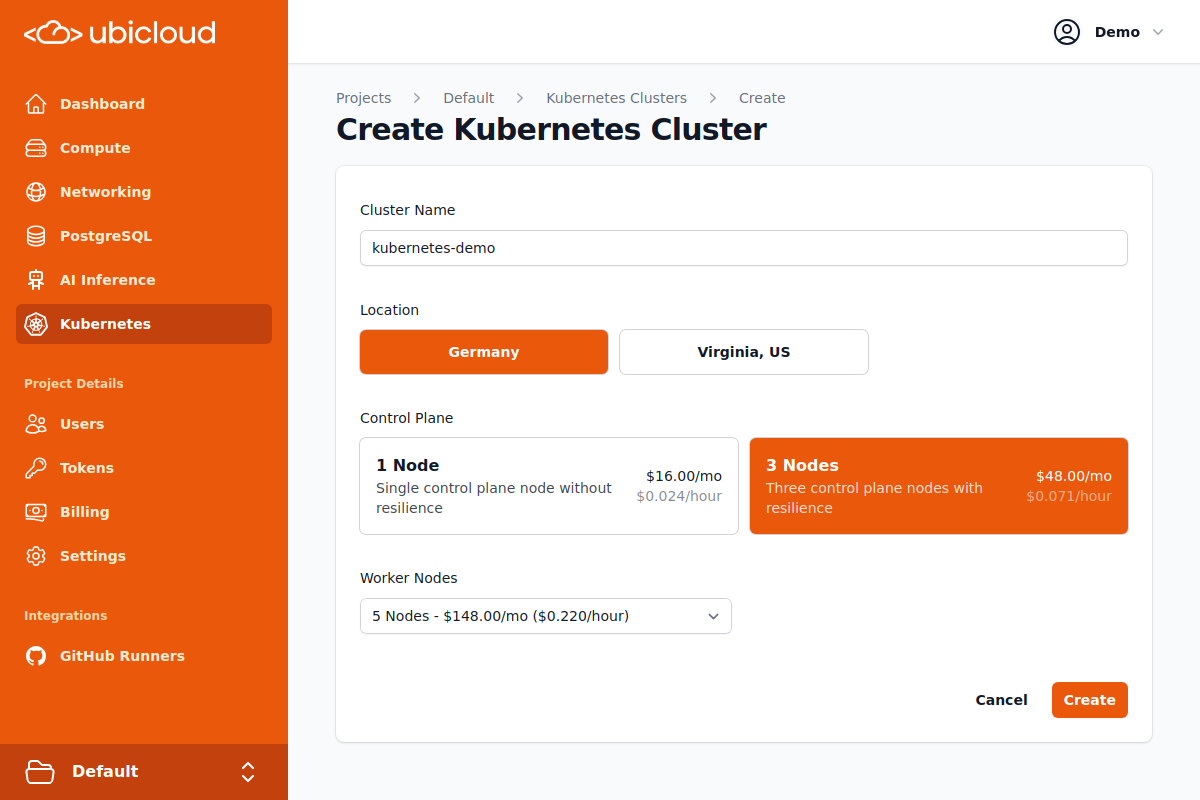 ubicloud
Demo
Dashboard
Compute
Networking
PostgreSQL
AI Inference
Kubernetes
Project Details
Users
Tokens
Billing
Settings
Integrations
GitHub Runners
Default
Projects > Default > Kubernetes Clusters > Create
Create Kubernetes Cluster
Cluster Name
kubernetes-demo
Location
Germany
Virginia, US
Control Plane
1 Node
Single control plane node without
resilience
$16.00/mo
$0.024/hour
3 Nodes
Three control plane nodes with
resilience
$48.00/mo
$0.071/hour
Worker Nodes
5 Nodes - $148.00/mo ($0.220/hour)
Cancel
Create